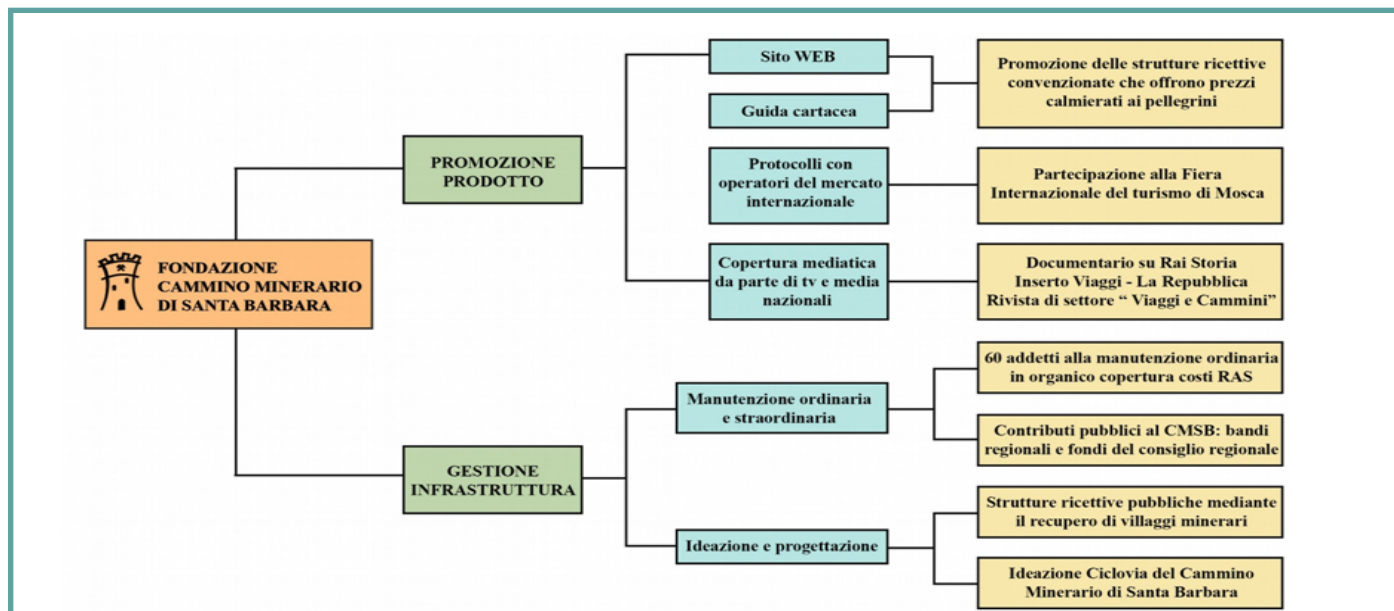 Sito WEB
Guida cartacea
Promozione delle strutture ricettive
convenzionate che offrono prezzi
calmierati ai pellegrini
PROMOZIONE
PRODOTTO
Protocolli con
operatori del mercato
internazionale
Partecipazione alla Fiera
Internazionale del turismo di Mosca
FONDAZIONE
CAMMINO MINERARIO
DI SANTA BARBARA
Copertura mediatica
da parte di tv e media
nazionali
Documentario su Rai Storia
Inserto Viaggi - La Repubblica
Rivista di settore “ Viaggi e Cammini”
Manutenzione ordinaria
e straordinaria
60 addetti alla manutenzione ordinaria
in organico copertura costi RAS
Contributi pubblici al CMSB: bandi
regionali e fondi del consiglio regionale
GESTIONE
INFRASTRUTTURA
Ideazione e progettazione
Strutture ricettive pubbliche mediante
il recupero di villaggi minerari
Ideazione Ciclovia del Cammino
Minerario di Santa Barbara